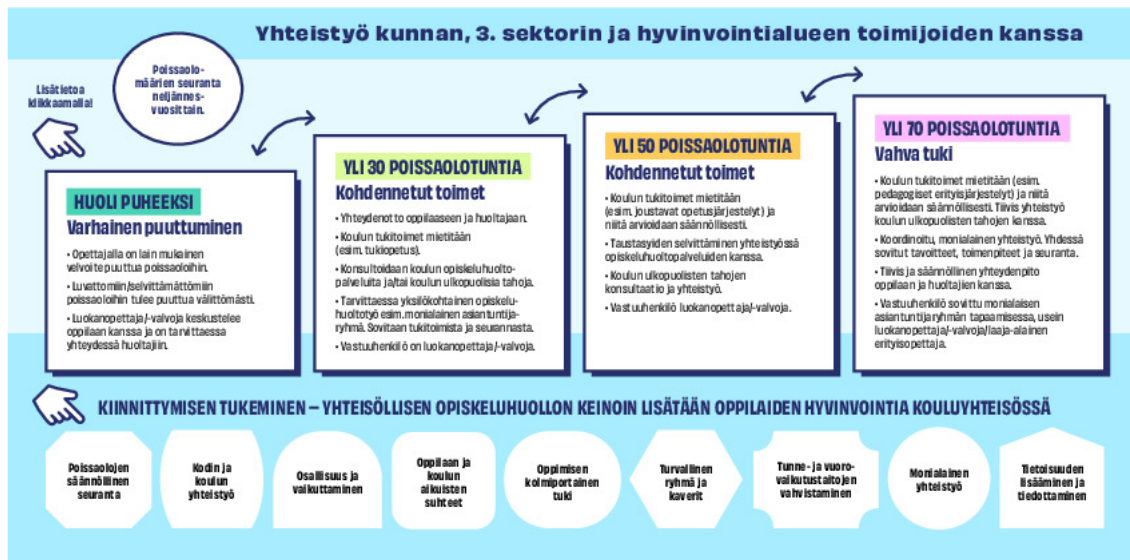 Yhteistyö kunnan, 3. sektorin ja hyvinvointialueen toimijoiden kanssa
Poissaolo-
määrien seuranta
neljännes-
vuosittain.
Lisätietoa
klikkaamalla!
HUOLI PUHEEKSI
Varhainen puuttuminen
• Opettajalla on lain mukainen
velvoite puuttua poissaoloihin.
• Luvattomiin/selvittämättömiin
poissaoloihin tulee puuttua välittömästi.
• Luokanopettaja/-valvoja keskustelee
oppilaan kanssa ja on tarvittaessa
yhteydessä huoltajiin.
YLI 30 POISSAOLOTUNTIA
Kohdennetut toimet
• Yhteydenotto oppilaaseen ja huoltajaan.
• Koulun tukitoimet mietitään
(esim. tukiopetus).
• Konsultoidaan koulun opiskeluhuolto-
palveluita ja/tai koulun ulkopuolisia tahoja.
• Tarvittaessa yksilökohtainen opiskelu-
huoltotyö esim. monialainen asiantuntija-
ryhmä. Sovitaan tukitoimista ja seurannasta.
• Vastuuhenkilö on luokanopettaja/-valvoja.
YLI 50 POISSAOLOTUNTIA
Kohdennetut toimet
• Koulun tukitoimet mietitään
(esim. joustavat opetusjärjestelyt) ja
niitä arvioidaan säännöllisesti.
• Taustasyiden selvittäminen yhteistyössä
opiskeluhuoltopalveluiden kanssa.
• Koulun ulkopuolisten tahojen
konsultaatio ja yhteistyö.
• Vastuuhenkilö luokanopettaja/-valvoja.
YLI 70 POISSAOLOTUNTIA
Vahva tuki
• Koulun tukitoimet mietitään (esim.
pedagogiset erityisjärjestelyt) ja niitä
arvioidaan säännöllisesti. Tiivis yhteistyö
koulun ulkopuolisten tahojen kanssa.
• Koordinoitu, monialainen yhteistyö. Yhdessä
sovitut tavoitteet, toimenpiteet ja seuranta.
• Tiivis ja säännöllinen yhteydenpito
oppilaan ja huoltajien kanssa.
• Vastuuhenkilö sovittu monialaisen
asiantuntijaryhmän tapaamisessa, usein
luokanopettaja/-valvoja/laaja-alainen
erityisopettaja.
KIINNITTYMISEN TUKEMINEN – YHTEISÖLLISEN OPISKELUHUOLLON KEINOIN LISÄTÄÄN OPPILAIDEN HYVINVOINTIA KOULUYHTEISÖSSÄ
Poissaolojen
säännöllinen
seuranta
Kodin ja
koulun
yhteistyö
Osallisuus ja
vaikuttaminen
Oppilaan ja
koulun
aikuisten
suhteet
Oppimisen
kolmiportainen
tuki
Turvallinen
ryhmä ja
kaverit
Tunne- ja vuoro-
vaikutustaitojen
vahvistaminen
Monialainen
yhteistyö
Tietoisuuden
lisääminen ja
tiedottaminen